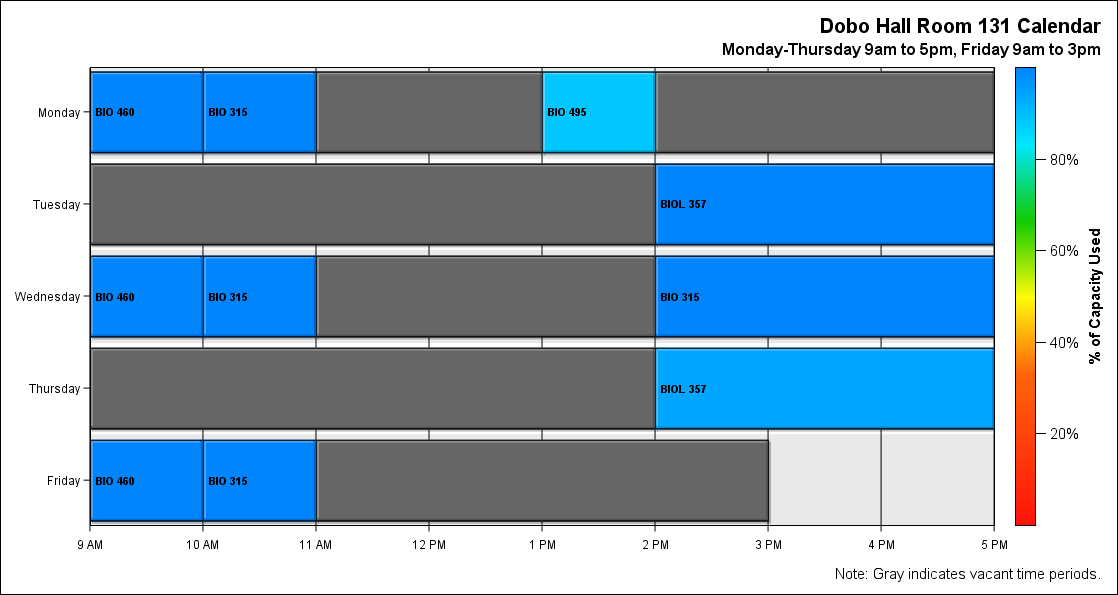 Dobo Hall Room 131 Calendar
Monday-Thursday 9am to 5pm, Friday 9am to 3pm
Monday
BIO 460
BIO 315
BIO 495
Tuesday
BIOL 357
Wednesday
BIO 460
BIO 315
BIO 315
Thursday
BIOL 357
Friday
BIO 460
BIO 315
9 AM
10 AM
11 AM
12 PM
1 PM
2 PM
3 PM
4 PM
5 PM
80%
60%
40%
20%
% of Capacity Used
Note: Gray indicates vacant time periods.